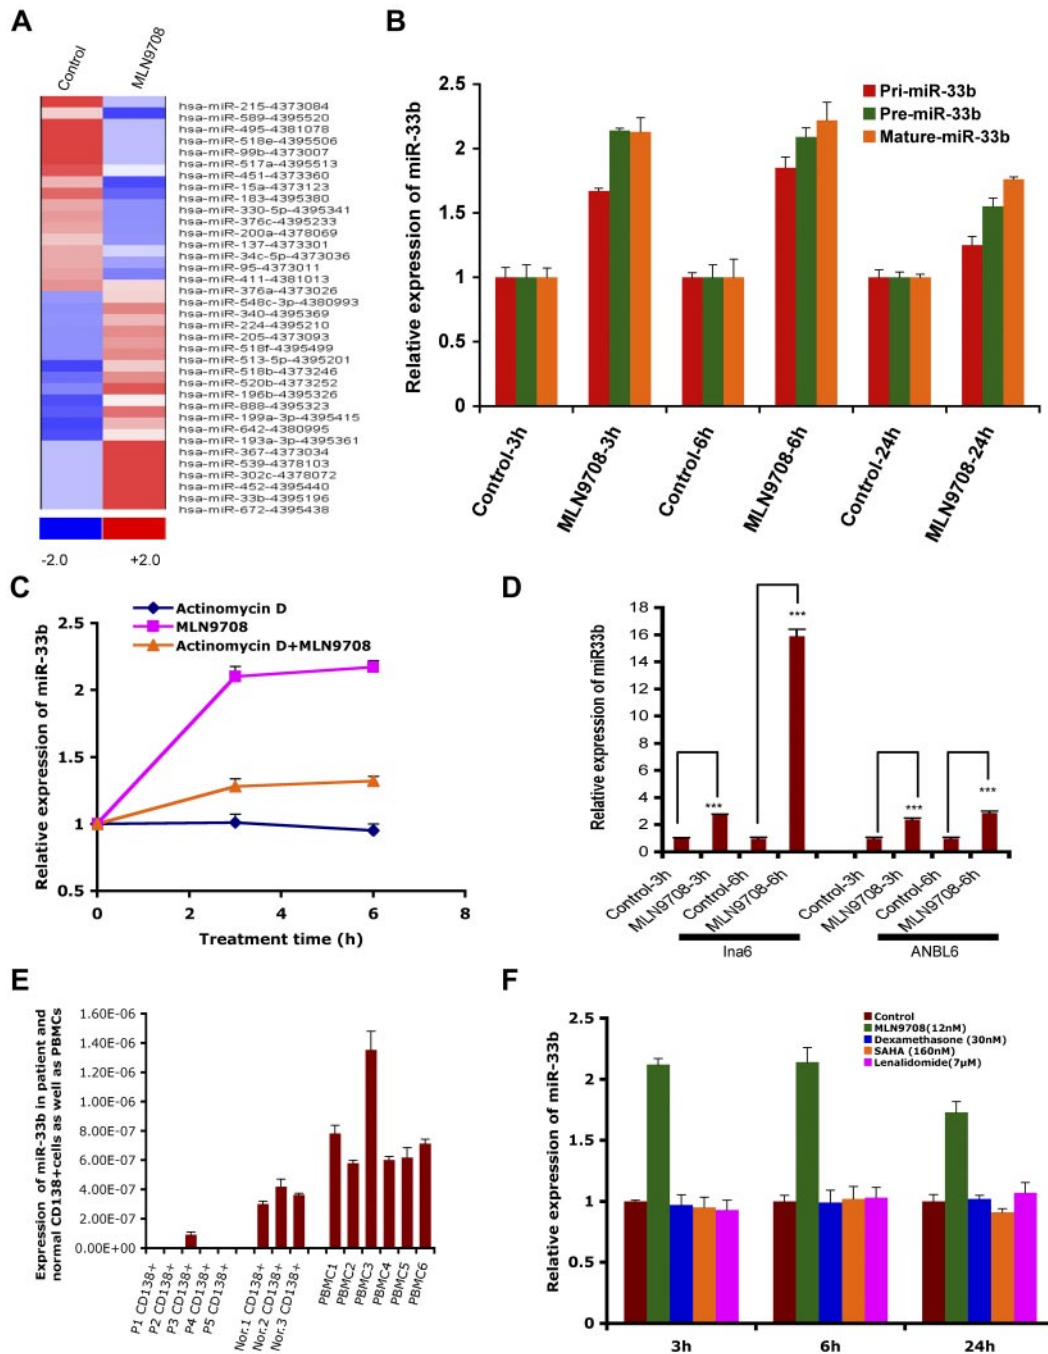 A
Control
MLN9708
hsa-miR-215-4373084
hsa-miR-589-4395520
hsa-miR-495-4381078
hsa-miR-518e-4395506
hsa-miR-99b-4373007
hsa-miR-517a-4395513
hsa-miR-451-4373360
hsa-miR-15a-4373123
hsa-miR-183-4395380
hsa-miR-330-5p-4395341
hsa-miR-376c-4395233
hsa-miR-200a-4378069
hsa-miR-137-4373301
hsa-miR-34c-5p-4373036
hsa-miR-95-4373011
hsa-miR-411-4381013
hsa-miR-376a-4373026
hsa-miR-548c-3p-4380993
hsa-miR-340-4395369
hsa-miR-224-4395210
hsa-miR-205-4373093
hsa-miR-518f-4395499
hsa-miR-513-5p-4395201
hsa-miR-518b-4373246
hsa-miR-520b-4373252
hsa-miR-196b-4395326
hsa-miR-888-4395323
hsa-miR-199a-3p-4395415
hsa-miR-642-4380995
hsa-miR-193a-3p-4395361
hsa-miR-367-4373034
hsa-miR-539-4378103
hsa-miR-302c-4378072
hsa-miR-452-4395440
hsa-miR-33b-4395196
hsa-miR-672-4395438
-2.0
+2.0
B
Relative expression of miR-33b
2.5
2
1.5
1
0.5
0
Pri-miR-33b
Pre-miR-33b
Mature-miR-33b
Control-3h
MLN9708-3h
Control-6h
MLN9708-6h
Control-24h
MLN9708-24h
C
Actinomycin D
MLN9708
Actinomycin D+MLN9708
Relative expression of miR-33b
2.5
2
1.5
1
0.5
0
2
4
6
8
Treatment time (h)
D
Relative expression of miR33b
18
16
14
12
10
8
6
4
2
0
***
***
***
***
Control-3h
MLN9708-3h
Control-6h
MLN9708-6h
Control-3h
MLN9708-3h
Control-6h
MLN9708-6h
Ina6
ANBL6
E
Expression of miR-33b in patient and
normal CD138+cells as well as PBMCs
1.60E-06
1.40E-06
1.20E-06
1.00E-06
8.00E-07
6.00E-07
4.00E-07
2.00E-07
0.00E+00
P1 CD138+
P2 CD138+
P3 CD138+
P4 CD138+
P5 CD138+
Nor.1 CD138+
Nor.2 CD138+
Nor.3 CD138+
PBMC1
PBMC2
PBMC3
PBMC4
PBMC5
PBMC6
F
Relative expression of miR-33b
2.5
2
1.5
1
0.5
0
Control
MLN9708(12nM)
Dexamethasone (30nM)
SAHA (160nM)
Lenalidomide(7µM)
3h
6h
24h